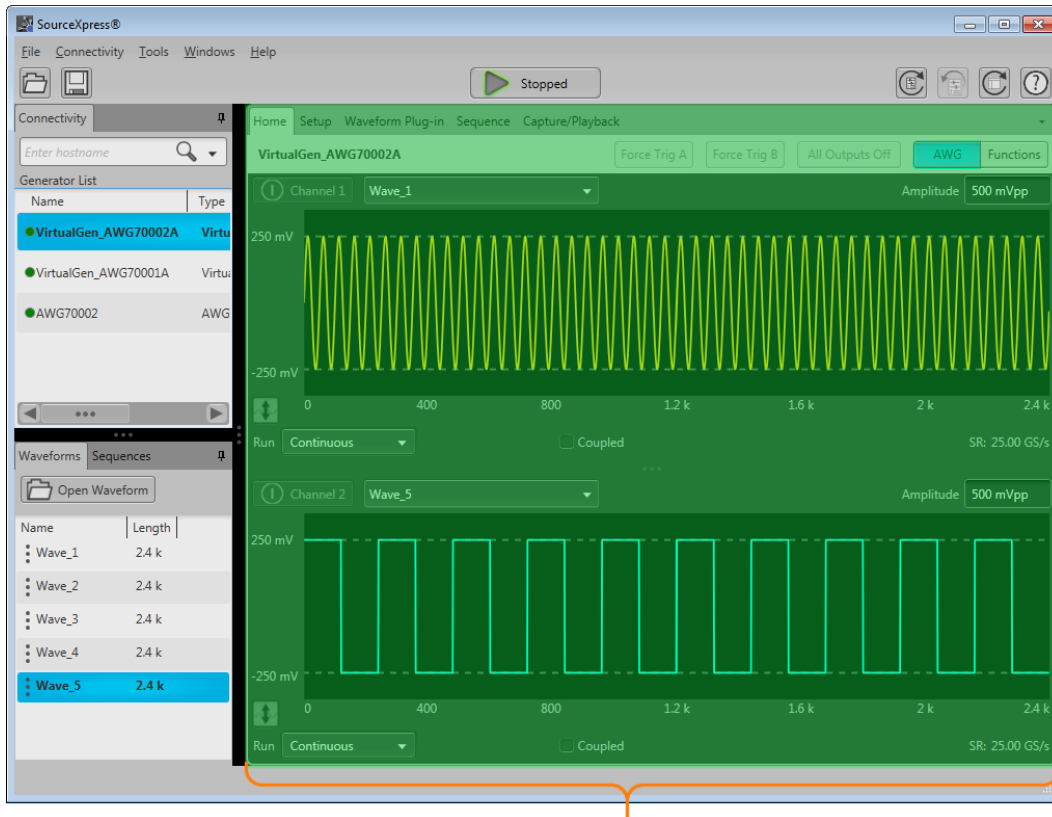 SourceXpress®
File Connectivity Tools Windows Help
Stopped
Connectivity
Enter hostname
Generator List
Name Type
VirtualGen_AWG70002A Virtu
VirtualGen_AWG70001A Virtu
AWG70002 AWG
Waveforms Sequences
Open Waveform
Name Length
Wave_1 2.4 k
Wave_2 2.4 k
Wave_3 2.4 k
Wave_4 2.4 k
Wave_5 2.4 k
Home Setup Waveform Plug-in Sequence Capture/Playback
VirtualGen_AWG70002A Force Trig A Force Trig B All Outputs Off AWG Functions
Channel 1 Wave_1 Amplitude 500 mVpp
250 mV
-250 mV
0 400 800 1.2 k 1.6 k 2 k 2.4 k
Run Continuous Coupled SR: 25.00 GS/s
Channel 2 Wave_5 Amplitude 500 mVpp
250 mV
-250 mV
0 400 800 1.2 k 1.6 k 2 k 2.4 k
Run Continuous Coupled SR: 25.00 GS/s